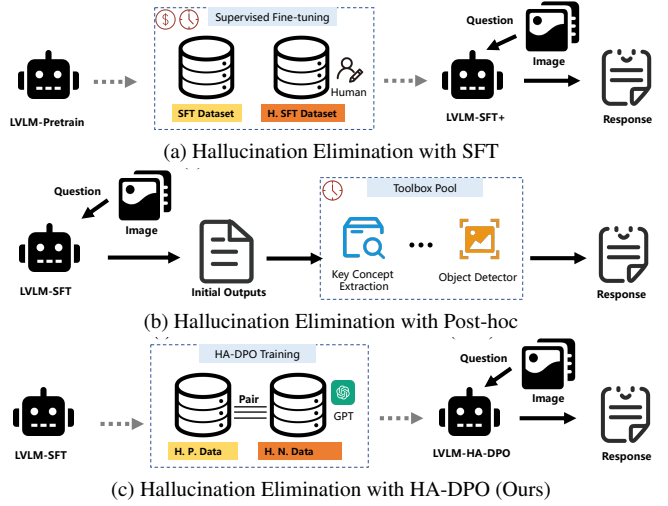 Supervised Fine-tuning
$
Question
Image
Human
LVLM-Pretrain
SFT Dataset
H. SFT Dataset
LVLM-SFT+
Response
(a) Hallucination Elimination with SFT
Toolbox Pool
Question
Image
Key Concept
Extraction
Object Detector
LVLM-SFT
Initial Outputs
Response
(b) Hallucination Elimination with Post-hoc
HA-DPO Training
Question
Pair
Image
GPT
H. P. Data
H. N. Data
LVLM-SFT
LVLM-HA-DPO
Response
(c) Hallucination Elimination with HA-DPO (Ours)